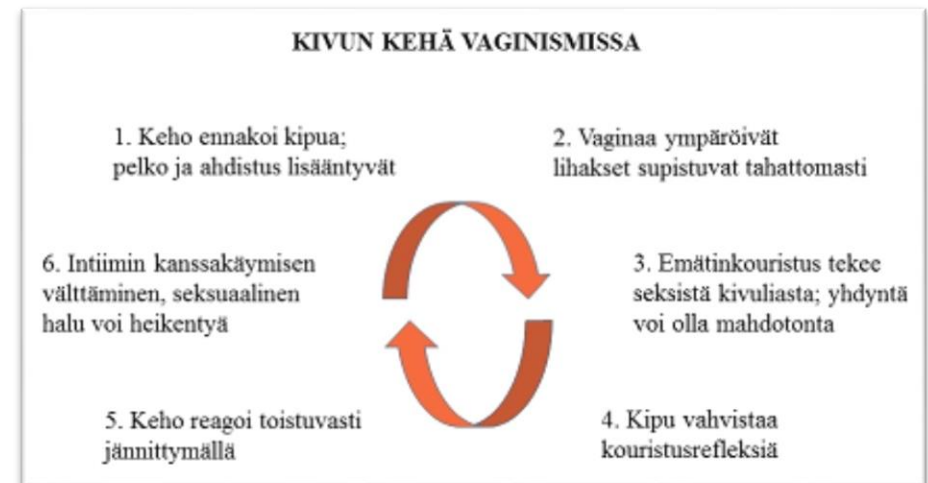 KIVUN KEHÄ VAGINISMISSA
1. Keho ennakoi kipua;
pelko ja ahdistus lisääntyvät
2. Vaginaa ympäröivät
lihakset supistuvat tahattomasti
3. Emätinkouristus tekee
seksistä kivuliasta; yhdyntä
voi olla mahdotonta
4. Kipu vahvistaa
kouristusrefleksiä
5. Keho reagoi toistuvasti
jännittymällä
6. Intiimin kanssakäymisen
välttäminen, seksuaalinen
halu voi heikentyä